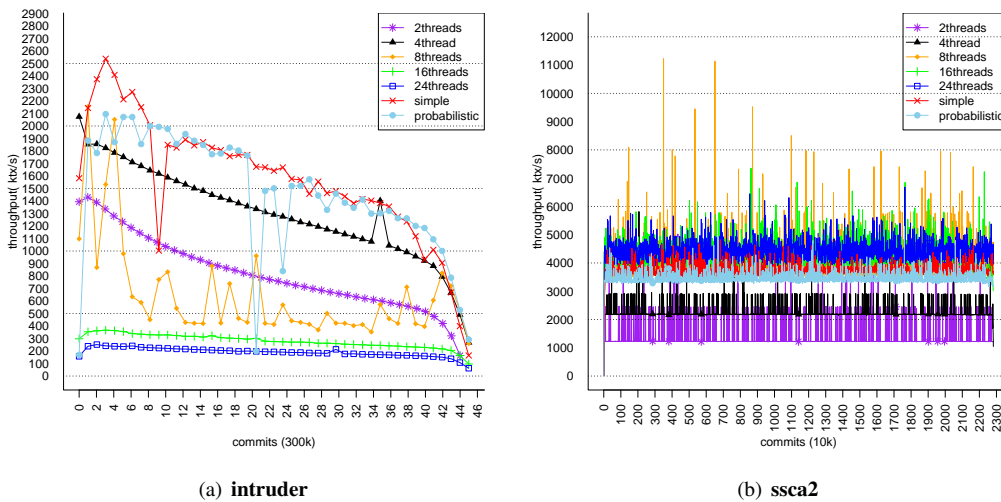 2900
2800
2700
2600
2500
2400
2300
2200
2100
2000
1900
1800
1700
1600
1500
1400
1300
1200
1100
1000
900
800
700
600
500
400
300
200
100
0
throughput( ktx/s)
2threads
4thread
8threads
16threads
24threads
simple
probabilistic
0 2 4 6 8 10 12 14 16 18 20 22 24 26 28 30 32 34 36 38 40 42 44 46
commits (300k)
(a) intruder
12000
11000
10000
9000
8000
7000
6000
5000
4000
3000
2000
1000
0
throughput( ktx/s)
2threads
4thread
8threads
16threads
24threads
simple
probabilistic
0 100 200 300 400 500 600 700 800 900 1000 1100 1200 1300 1400 1500 1600 1700 1800 1900 2000 2100 2200 2300
commits (10k)
(b) ssca2